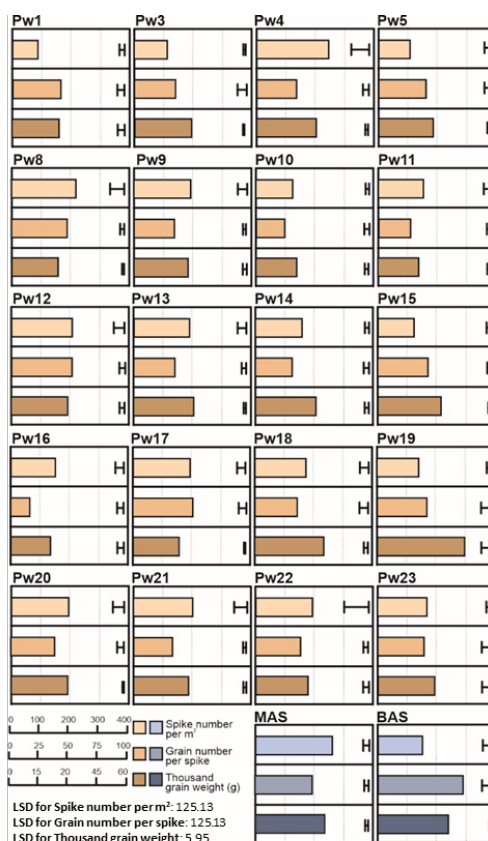 Pw1 Pw3 Pw4 Pw5
Pw8 Pw9 Pw10 Pw11
Pw12 Pw13 Pw14 Pw15
Pw16 Pw17 Pw18 Pw19
Pw20 Pw21 Pw22 Pw23
MAS BAS
0 100 200 300 400
Spike number
per m²
0 25 50 75 100
Grain number
per spike
0 15 30 45 60
Thousand
grain weight (g)
LSD for Spike number per m²: 125.13
LSD for Grain number per spike: 125.13
LSD for Thousand grain weight: 5.95